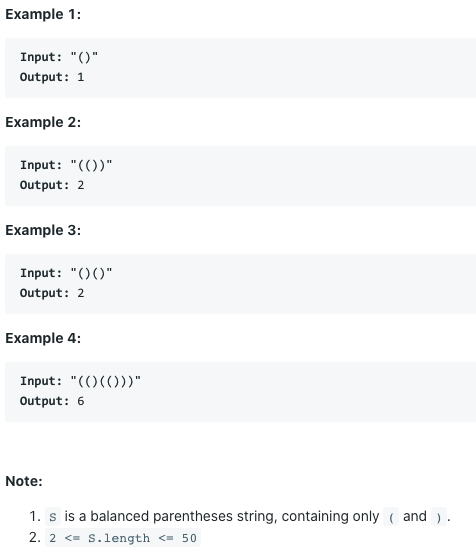 Example 1:
Input: "()"
Output: 1
Example 2:
Input: "(())"
Output: 2
Example 3:
Input: "()()"
Output: 2
Example 4:
Input: "(()(()))"
Output: 6
Note:
1. S is a balanced parentheses string, containing only ( and ) .
2. 2 <= S.length <= 50